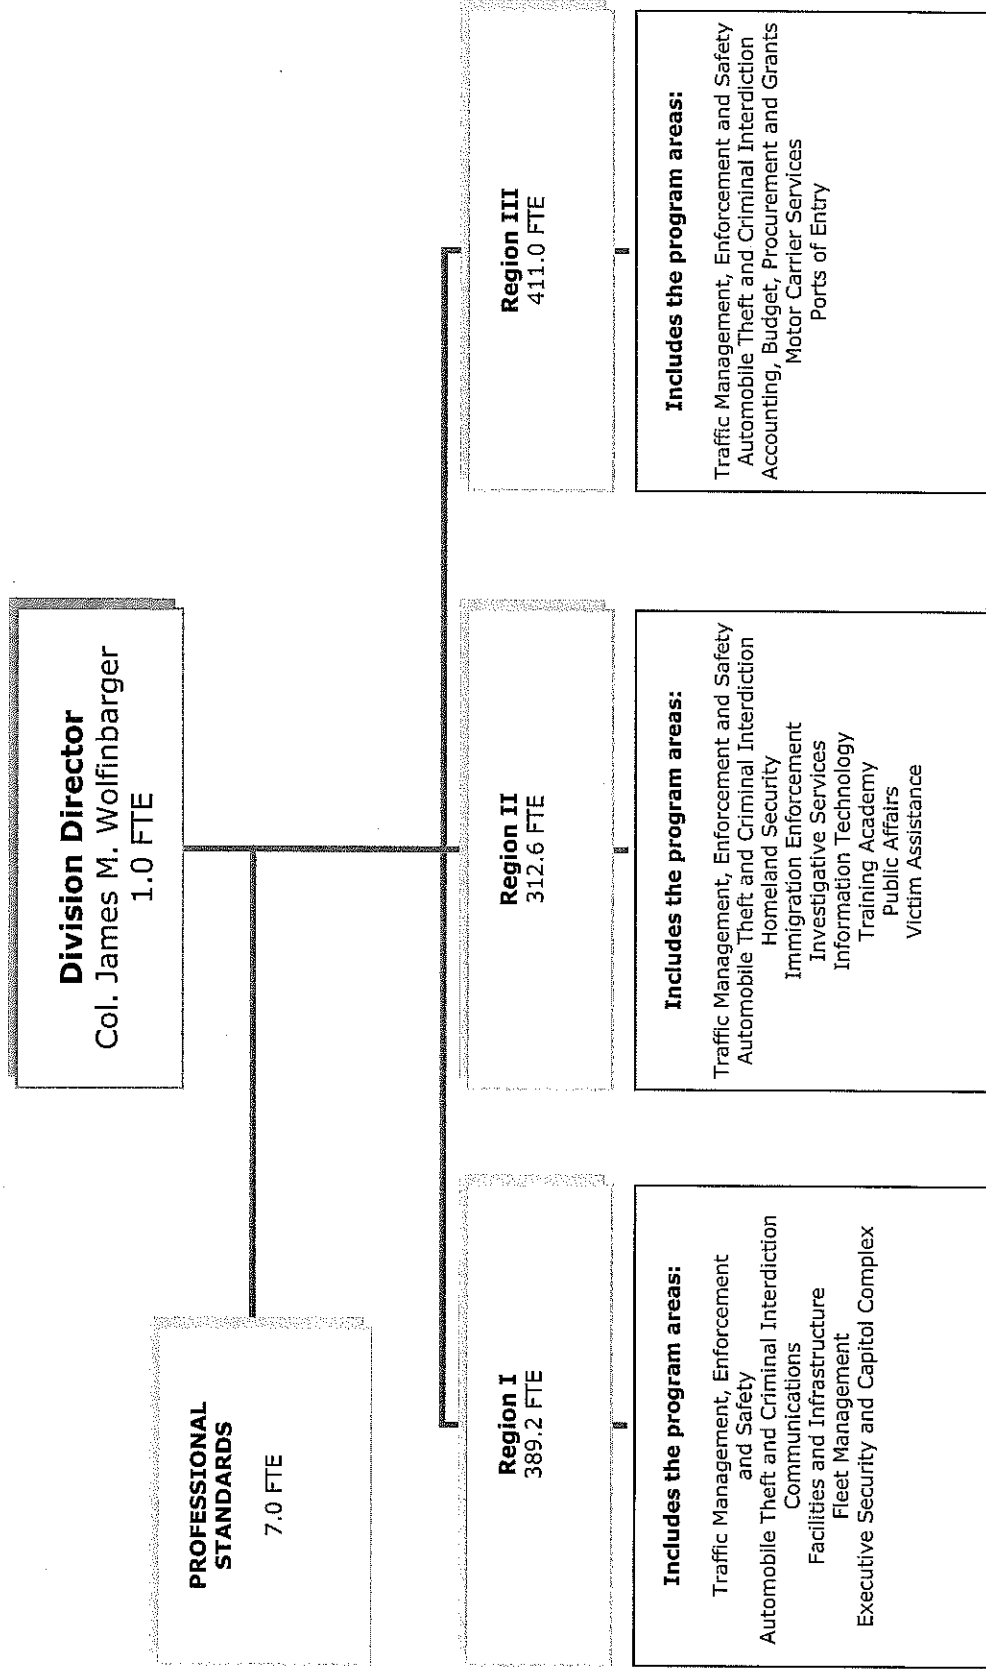 Division Director
Col. James M. Wolfinbarger
1.0 FTE
PROFESSIONAL
STANDARDS
7.0 FTE
Region I
389.2 FTE
Includes the program areas:
Traffic Management, Enforcement
and Safety
Automobile Theft and Criminal Interdiction
Communications
Facilities and Infrastructure
Fleet Management
Executive Security and Capitol Complex
Region II
312.6 FTE
Includes the program areas:
Traffic Management, Enforcement and Safety
Automobile Theft and Criminal Interdiction
Homeland Security
Immigration Enforcement
Investigative Services
Information Technology
Training Academy
Public Affairs
Victim Assistance
Region III
411.0 FTE
Includes the program areas:
Traffic Management, Enforcement and Safety
Automobile Theft and Criminal Interdiction
Accounting, Budget, Procurement and Grants
Motor Carrier Services
Ports of Entry